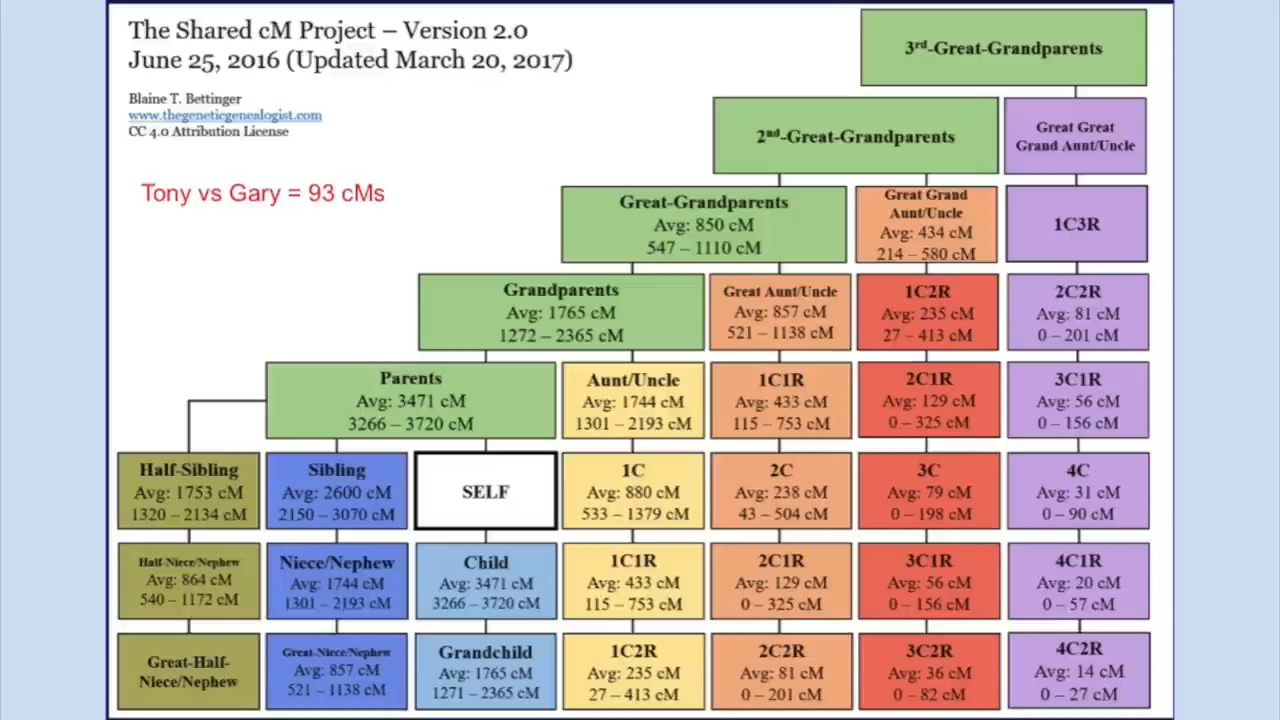 The Shared cM Project – Version 2.0
June 25, 2016 (Updated March 20, 2017)
Blaine T. Bettinger
www.thegeneticgenealogist.com
CC 4.0 Attribution License
Tony vs Gary = 93 cMs
3rd-Great-Grandparents
2nd-Great-Grandparents
Great Great
Grand Aunt/Uncle
Great-Grandparents
Avg: 850 cM
547 – 1110 cM
Great Grand
Aunt/Uncle
Avg: 434 cM
214 – 580 cM
1C3R
Grandparents
Avg: 1765 cM
1272 – 2365 cM
Great Aunt/Uncle
Avg: 857 cM
521 – 1138 cM
1C2R
Avg: 235 cM
27 – 413 cM
2C2R
Avg: 81 cM
0 – 201 cM
Parents
Avg: 3471 cM
3266 – 3720 cM
Aunt/Uncle
Avg: 1744 cM
1301 – 2193 cM
1C1R
Avg: 433 cM
115 – 753 cM
2C1R
Avg: 129 cM
0 – 325 cM
3C1R
Avg: 56 cM
0 – 156 cM
Half-Sibling
Avg: 1753 cM
1320 – 2134 cM
Sibling
Avg: 2600 cM
2150 – 3070 cM
SELF
1C
Avg: 880 cM
533 – 1379 cM
2C
Avg: 238 cM
43 – 504 cM
3C
Avg: 79 cM
0 – 198 cM
4C
Avg: 31 cM
0 – 90 cM
Half-Niece/Nephew
Avg: 864 cM
540 – 1172 cM
Niece/Nephew
Avg: 1744 cM
1301 – 2193 cM
Child
Avg: 3471 cM
3266 – 3720 cM
1C1R
Avg: 433 cM
115 – 753 cM
2C1R
Avg: 129 cM
0 – 325 cM
3C1R
Avg: 56 cM
0 – 156 cM
4C1R
Avg: 20 cM
0 – 57 cM
Great-Half-
Niece/Nephew
Great-Niece/Nephew
Avg: 857 cM
521 – 1138 cM
Grandchild
Avg: 1765 cM
1271 – 2365 cM
1C2R
Avg: 235 cM
27 – 413 cM
2C2R
Avg: 81 cM
0 – 201 cM
3C2R
Avg: 36 cM
0 – 82 cM
4C2R
Avg: 14 cM
0 – 27 cM